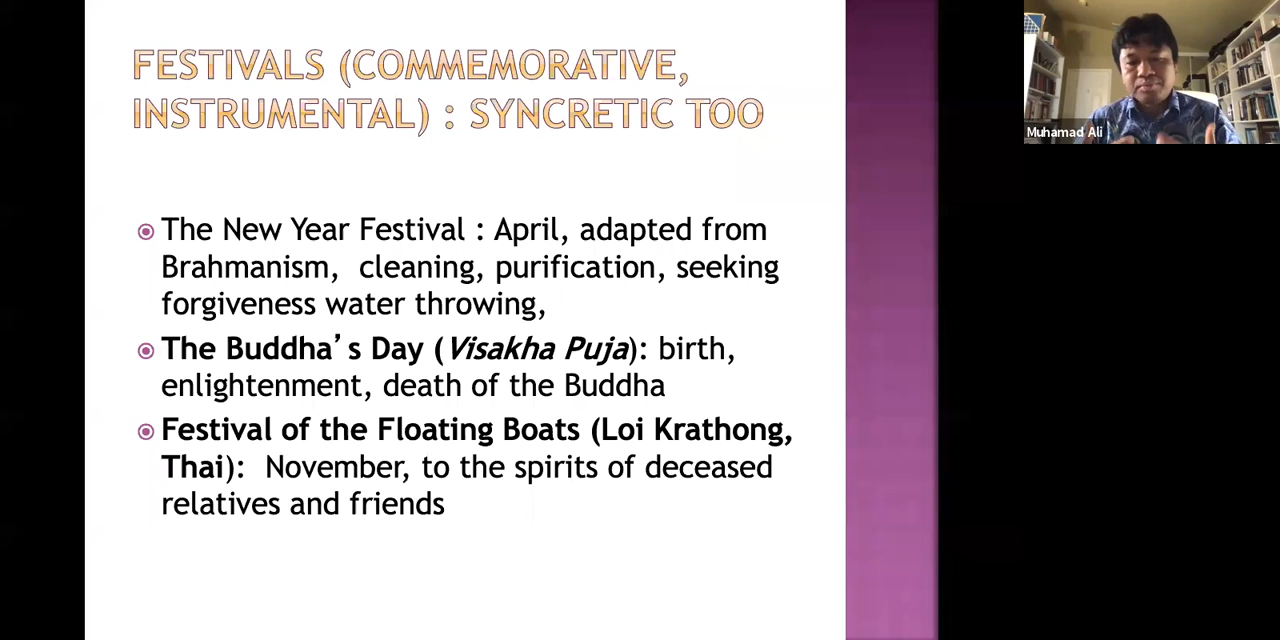 FESTIVALS (COMMEMORATIVE,
INSTRUMENTAL) : SYNCRETIC TOO
The New Year Festival : April, adapted from
Brahmanism,  cleaning, purification, seeking
forgiveness water throwing,
The Buddha’s Day (Visakha Puja): birth,
enlightenment, death of the Buddha
Festival of the Floating Boats (Loi Krathong,
Thai):  November, to the spirits of deceased
relatives and friends
Muhamad Ali